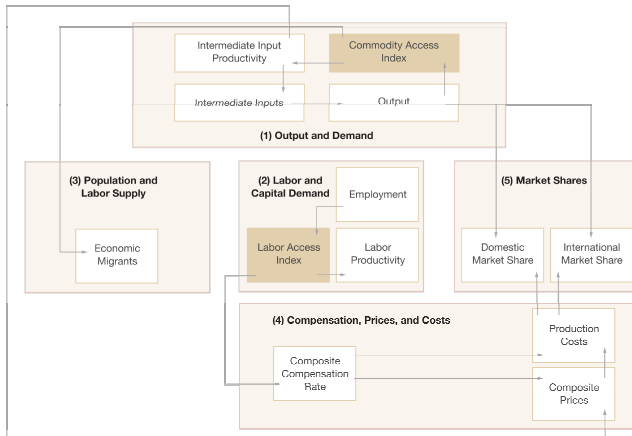 Intermediate Input
Productivity
Commodity Access
Index
Intermediate Inputs
Output
(1) Output and Demand
(3) Population and
Labor Supply
Economic
Migrants
(2) Labor and
Capital Demand
Employment
Labor Access
Index
Labor
Productivity
(5) Market Shares
Domestic
Market Share
International
Market Share
(4) Compensation, Prices, and Costs
Composite
Compensation
Rate
Production
Costs
Composite
Prices